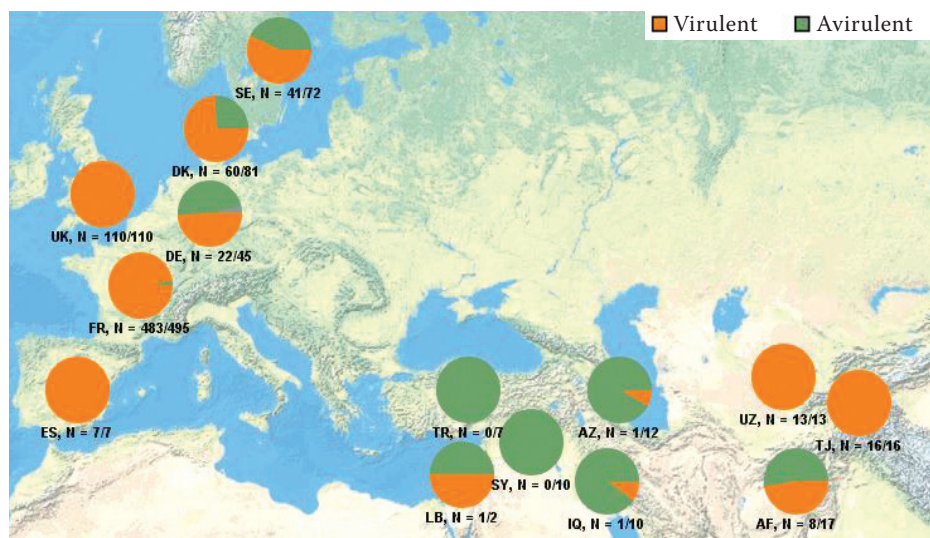 Virulent
Avirulent
SE, N = 41/72
DK, N = 60/81
UK, N = 110/110
DE, N = 22/45
FR, N = 483/495
ES, N = 7/7
TR, N = 0/7
AZ, N = 1/12
UZ, N = 13/13
TJ, N = 16/16
SY, N = 0/10
LB, N = 1/2
IQ, N = 1/10
AF, N = 8/17